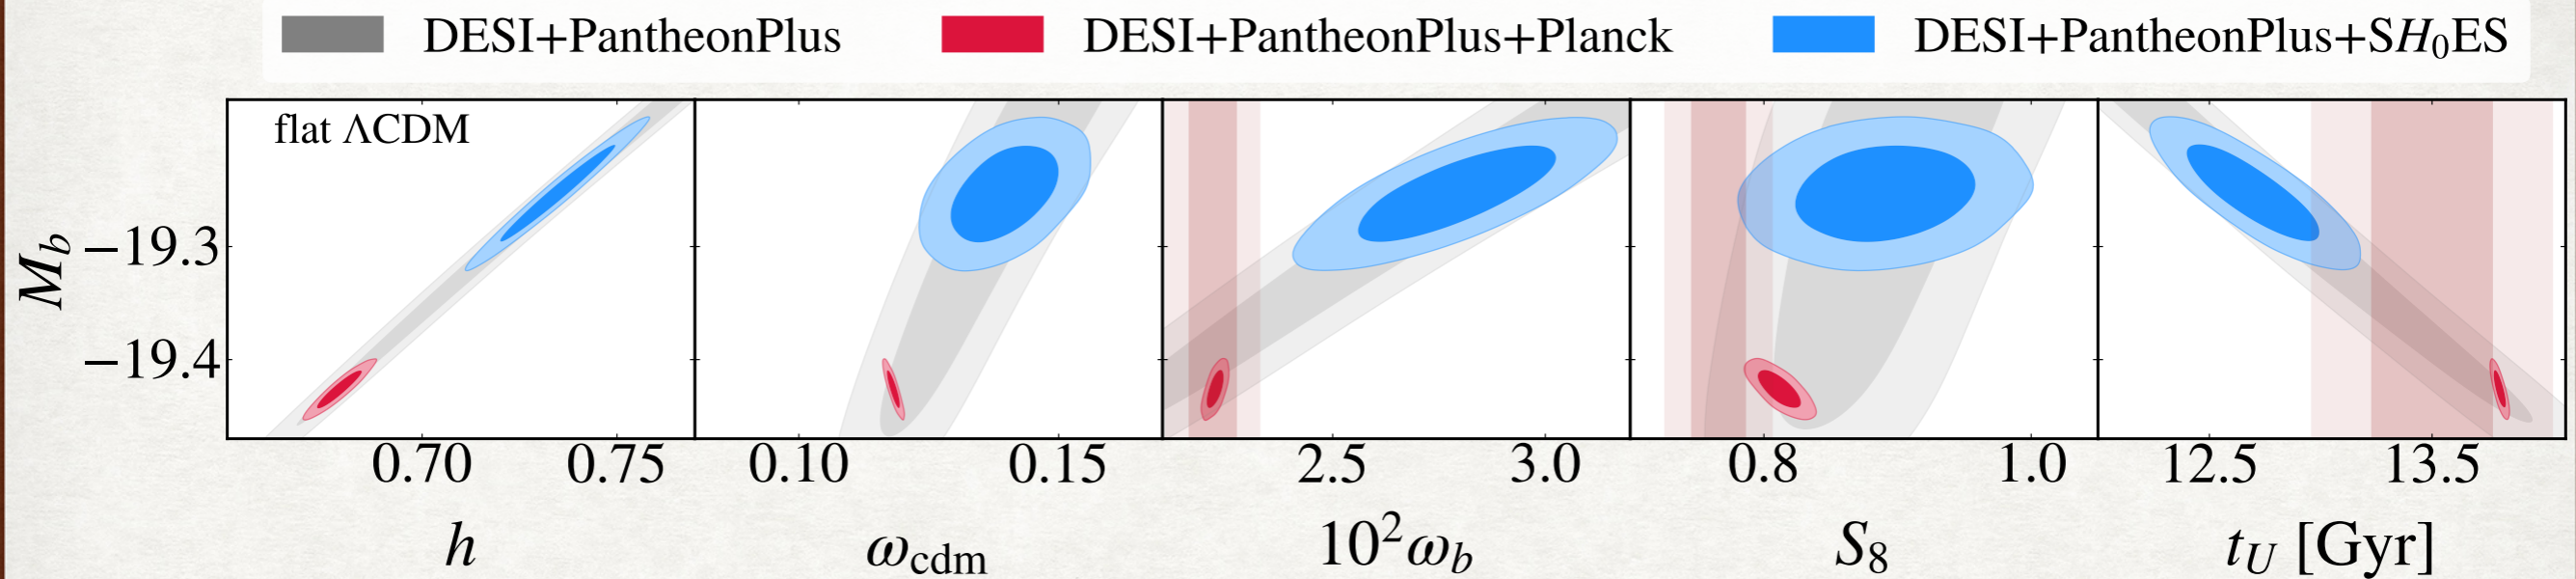 DESI+PantheonPlus DESI+PantheonPlus+Planck DESI+PantheonPlus+SH₀ES
flat ΛCDM
M_b
−19.3
−19.4
0.70 0.75 0.10 0.15 2.5 3.0 0.8 1.0 12.5 13.5
h ω_cdm 10²ω_b S₈ t_U [Gyr]